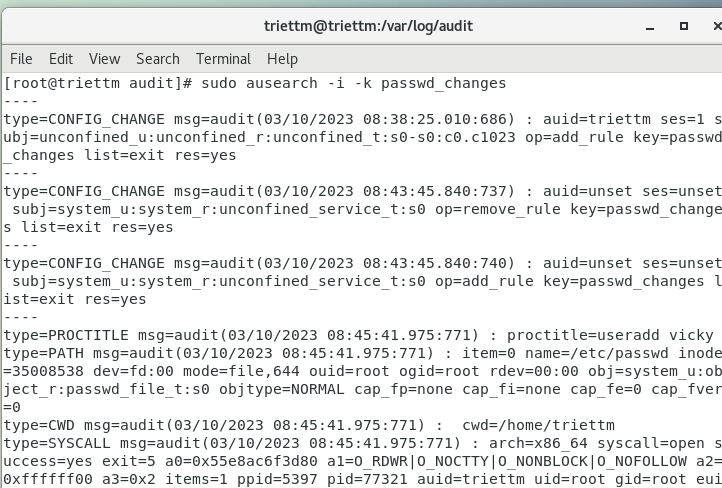 triettm@triettm:/var/log/audit
File Edit View Search Terminal Help
[root@triettm audit]# sudo ausearch -i -k passwd_changes
----
type=CONFIG_CHANGE msg=audit(03/10/2023 08:38:25.010:686) : auid=triettm ses=1 s
ubj=unconfined_u:unconfined_r:unconfined_t:s0-s0:c0.c1023 op=add_rule key=passwd
_changes list=exit res=yes
----
type=CONFIG_CHANGE msg=audit(03/10/2023 08:43:45.840:737) : auid=unset ses=unset
 subj=system_u:system_r:unconfined_service_t:s0 op=remove_rule key=passwd_change
s list=exit res=yes
----
type=CONFIG_CHANGE msg=audit(03/10/2023 08:43:45.840:740) : auid=unset ses=unset
 subj=system_u:system_r:unconfined_service_t:s0 op=add_rule key=passwd_changes l
ist=exit res=yes
----
type=PROCTITLE msg=audit(03/10/2023 08:45:41.975:771) : proctitle=useradd vicky
type=PATH msg=audit(03/10/2023 08:45:41.975:771) : item=0 name=/etc/passwd inode
=35008538 dev=fd:00 mode=file,644 ouid=root ogid=root rdev=00:00 obj=system_u:ob
ject_r:passwd_file_t:s0 objtype=NORMAL cap_fp=none cap_fi=none cap_fe=0 cap_fver
=0
type=CWD msg=audit(03/10/2023 08:45:41.975:771) :  cwd=/home/triettm
type=SYSCALL msg=audit(03/10/2023 08:45:41.975:771) : arch=x86_64 syscall=open s
uccess=yes exit=5 a0=0x55e8ac6f3d80 a1=O_RDWR|O_NOCTTY|O_NONBLOCK|O_NOFOLLOW a2=
0xffffff00 a3=0x2 items=1 ppid=5397 pid=77321 auid=triettm uid=root gid=root eui